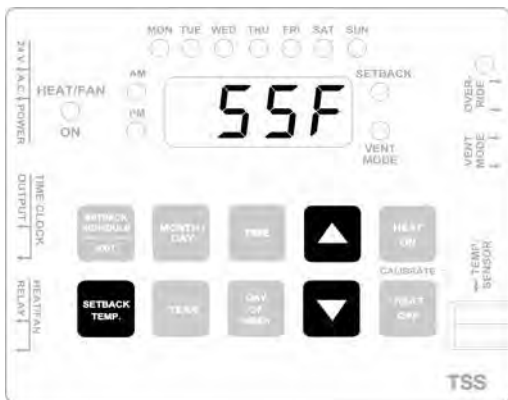 MON TUE WED THU FRI SAT SUN
24 V. A.C. POWER
HEAT/FAN
ON
AM
PM
55F
SETBACK
VENT
MODE
OVER-
RIDE
VENT
MODE
TIME CLOCK
OUTPUT
SETBACK
SCHEDULE
EXIT
MONTH/
DAY
TIME
▲
HEAT
ON
CALIBRATE
TEMP.
SENSOR
HEAT/FAN
RELAY
SETBACK
TEMP.
YEAR
DAY
OF
WEEK
▼
HEAT
OFF
TSS